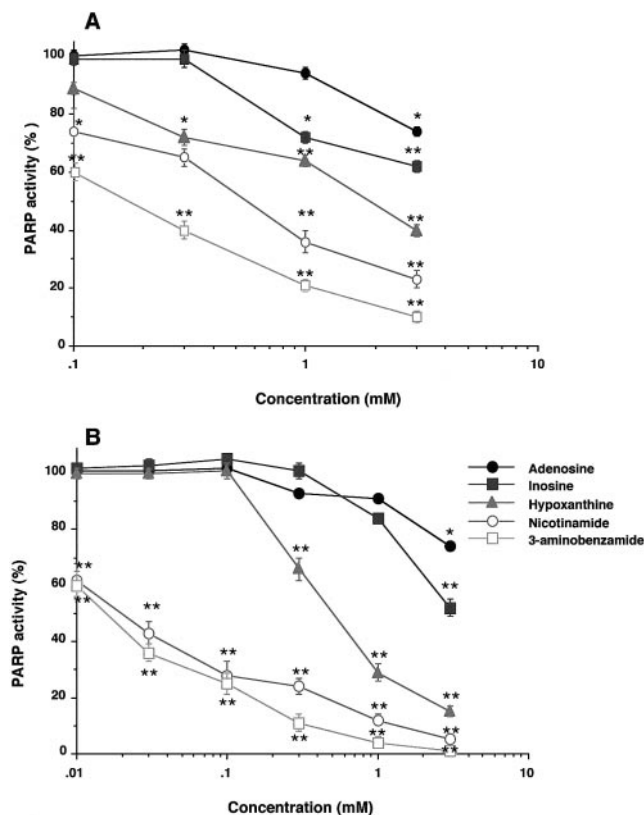 A
PARP activity (%)
100
80
60
40
20
0
.1
1
10
Concentration (mM)
* * * * * * **
** ** ** ** ** ** ** **
B
PARP activity (%)
100
80
60
40
20
0
.01
.1
1
10
Concentration (mM)
Adenosine
Inosine
Hypoxanthine
Nicotinamide
3-aminobenzamide